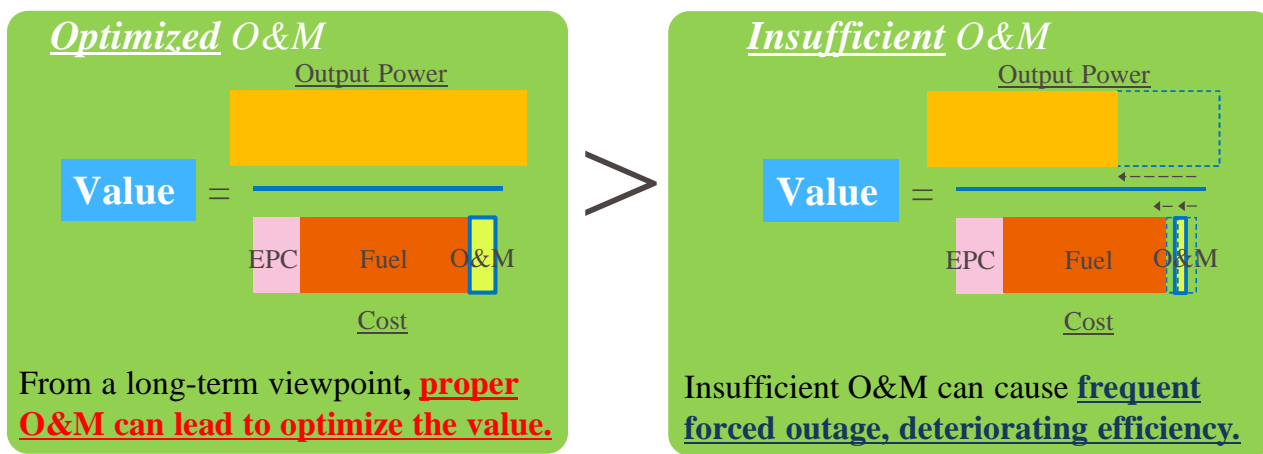 Optimized O&M
Output Power
Value =
EPC Fuel O&M
Cost
From a long-term viewpoint, proper
O&M can lead to optimize the value.
>
Insufficient O&M
Output Power
Value =
EPC Fuel O&M
Cost
Insufficient O&M can cause frequent
forced outage, deteriorating efficiency.